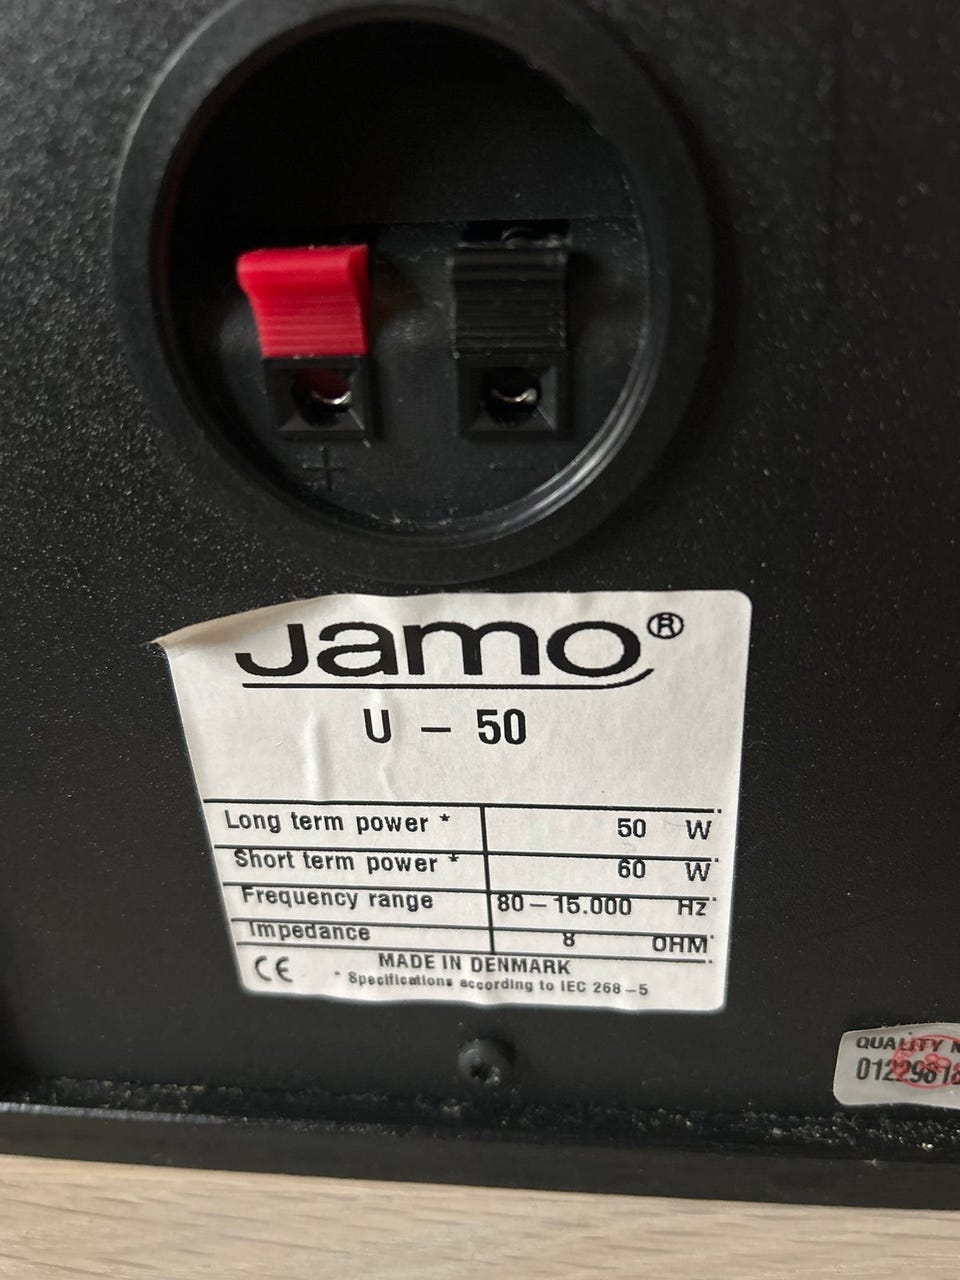 + −
Jamo®
U – 50
Long term power * 50 W
Short term power * 60 W
Frequency range 80 – 15.000 Hz
Impedance 8 OHM
CE MADE IN DENMARK
* Specifications according to IEC 268 – 5
QUALITY